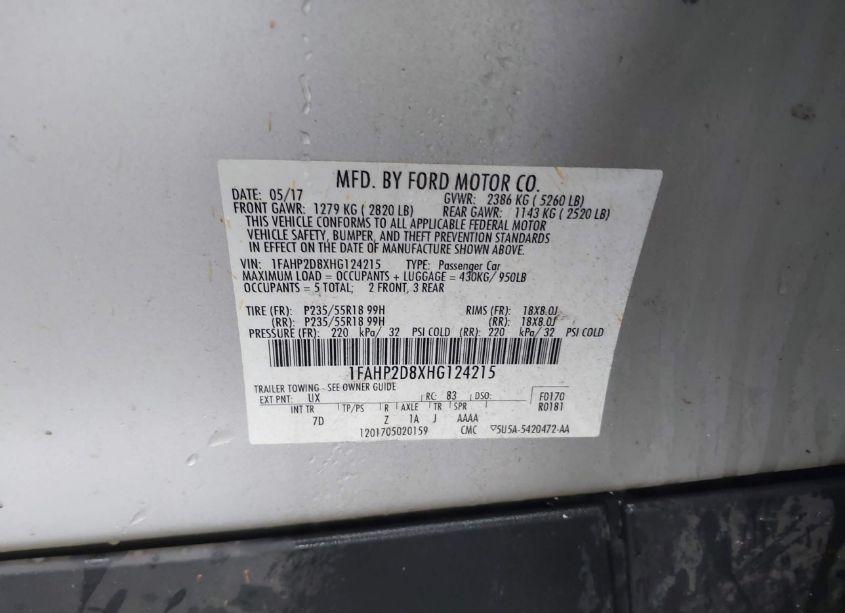 MFD. BY FORD MOTOR CO.
DATE: 05/17 GVWR: 2386 KG ( 5260 LB)
FRONT GAWR: 1279 KG ( 2820 LB) REAR GAWR: 1143 KG ( 2520 LB)
THIS VEHICLE CONFORMS TO ALL APPLICABLE FEDERAL MOTOR
VEHICLE SAFETY, BUMPER, AND THEFT PREVENTION STANDARDS
IN EFFECT ON THE DATE OF MANUFACTURE SHOWN ABOVE.
VIN: 1FAHP2D8XHG124215 TYPE: Passenger Car
MAXIMUM LOAD = OCCUPANTS + LUGGAGE = 430KG/ 950LB
OCCUPANTS = 5 TOTAL; 2 FRONT, 3 REAR
TIRE (FR): P235/55R18 99H RIMS (FR): 18X8.0J
(RR): P235/55R18 99H (RR): 18X8.0J
PRESSURE (FR): 220 kPa/ 32 PSI COLD (RR): 220 kPa/ 32 PSI COLD
1FAHP2D8XHG124215
TRAILER TOWING - SEE OWNER GUIDE
EXT PNT: UX RC: 83 DSO: F0170
INT TR TP/PS R AXLE TR SPR R0181
7D Z 1A J AAAA
1201705020159 CMC 5U5A-5420472-AA